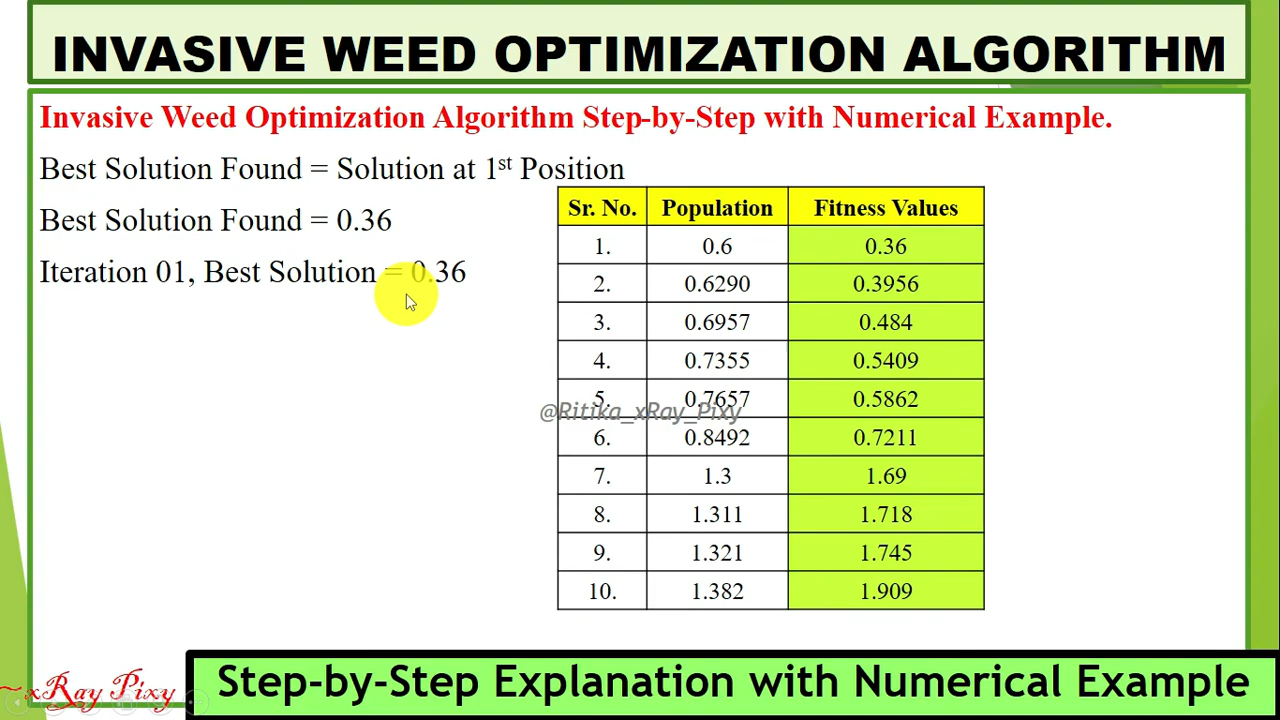 INVASIVE WEED OPTIMIZATION ALGORITHM
Invasive Weed Optimization Algorithm Step-by-Step with Numerical Example.
Best Solution Found = Solution at 1st Position
Best Solution Found = 0.36
Iteration 01, Best Solution = 0.36
Sr. No. Population Fitness Values
1. 0.6 0.36
2. 0.6290 0.3956
3. 0.6957 0.484
4. 0.7355 0.5409
5. 0.7657 0.5862
@Ritika_xRay_Pixy
6. 0.8492 0.7211
7. 1.3 1.69
8. 1.311 1.718
9. 1.321 1.745
10. 1.382 1.909
~xRay Pixy
Step-by-Step Explanation with Numerical Example